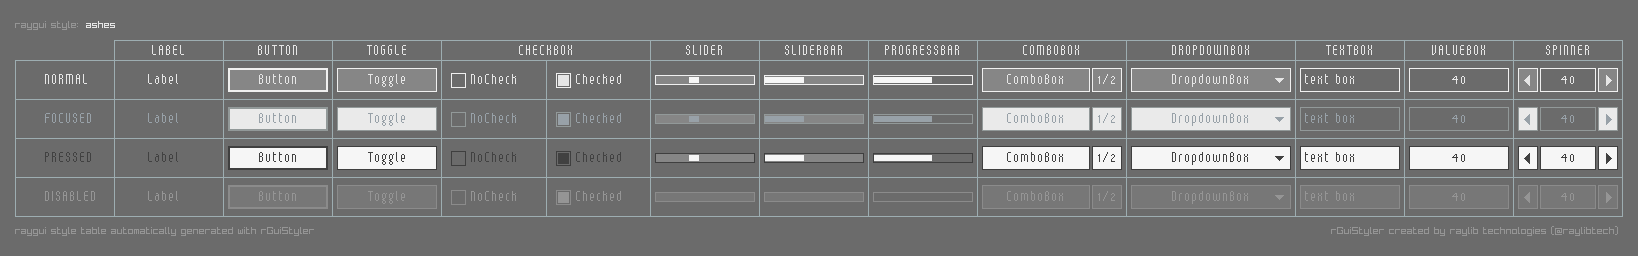 raygui style: ashes
LABEL BUTTON TOGGLE CHECKBOX SLIDER SLIDERBAR PROGRESSBAR COMBOBOX DROPDOWNBOX TEXTBOX VALUEBOX SPINNER
NORMAL Label Button Toggle NoCheck Checked ComboBox 1/2 DropdownBox text box 40 40
FOCUSED Label Button Toggle NoCheck Checked ComboBox 1/2 DropdownBox text box 40 40
PRESSED Label Button Toggle NoCheck Checked ComboBox 1/2 DropdownBox text box 40 40
DISABLED Label Button Toggle NoCheck Checked ComboBox 1/2 DropdownBox text box 40 40
raygui style table automatically generated with rGuiStyler rGuiStyler created by raylib technologies (@raylibtech)